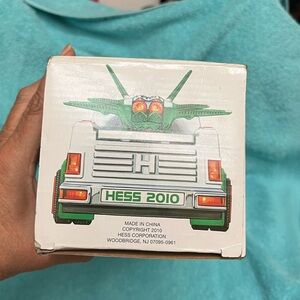 H
HESS 2010
MADE IN CHINA
COPYRIGHT 2010
HESS CORPORATION
WOODBRIDGE, NJ 07095-0961